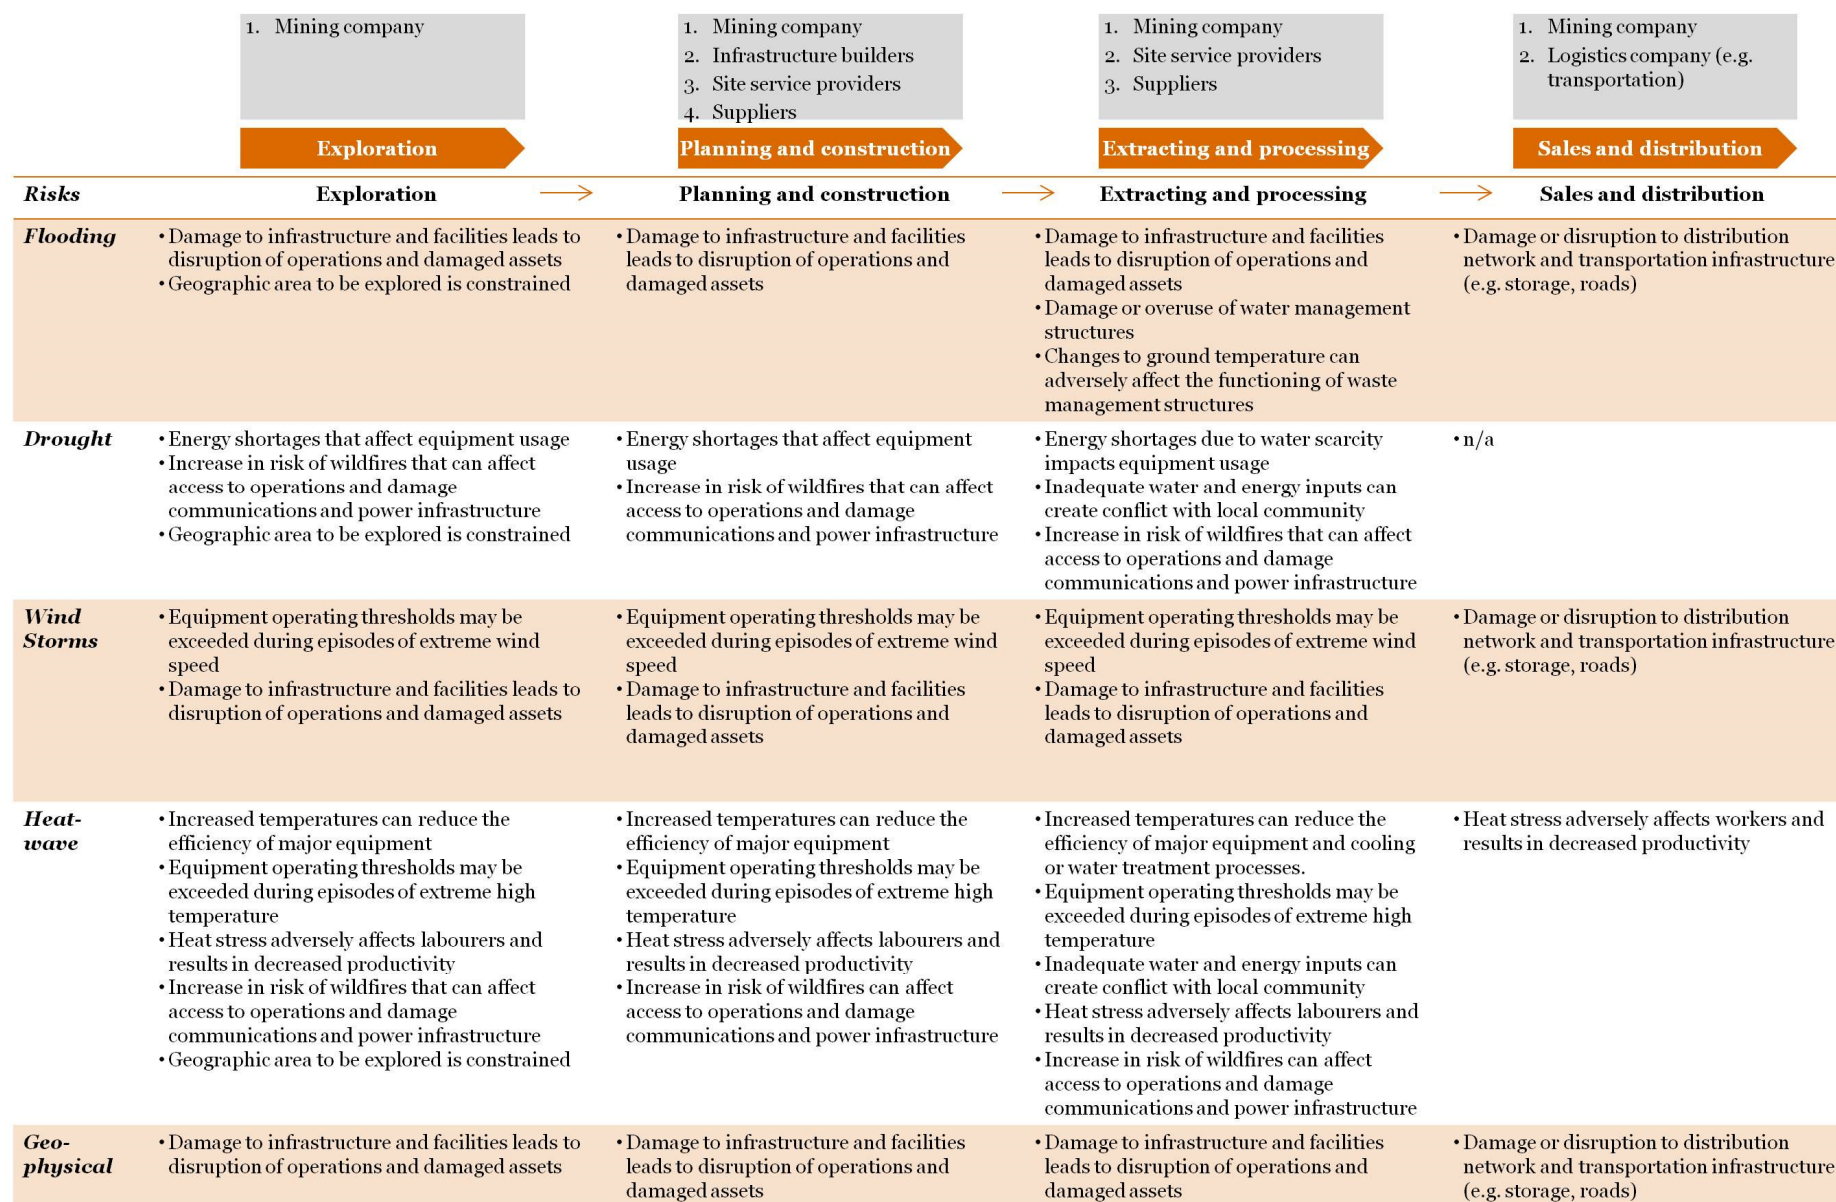 1. Mining company
1. Mining company
2. Infrastructure builders
3. Site service providers
4. Suppliers
1. Mining company
2. Site service providers
3. Suppliers
1. Mining company
2. Logistics company (e.g.
transportation)
Exploration
Planning and construction
Extracting and processing
Sales and distribution
Risks
Exploration
Planning and construction
Extracting and processing
Sales and distribution
Flooding
• Damage to infrastructure and facilities leads to
disruption of operations and damaged assets
• Geographic area to be explored is constrained
• Damage to infrastructure and facilities
leads to disruption of operations and
damaged assets
• Damage to infrastructure and facilities
leads to disruption of operations and
damaged assets
• Damage or overuse of water management
structures
• Changes to ground temperature can
adversely affect the functioning of waste
management structures
• Damage or disruption to distribution
network and transportation infrastructure
(e.g. storage, roads)
Drought
• Energy shortages that affect equipment usage
• Increase in risk of wildfires that can affect
access to operations and damage
communications and power infrastructure
• Geographic area to be explored is constrained
• Energy shortages that affect equipment
usage
• Increase in risk of wildfires that can affect
access to operations and damage
communications and power infrastructure
• Energy shortages due to water scarcity
impacts equipment usage
• Inadequate water and energy inputs can
create conflict with local community
• Increase in risk of wildfires that can affect
access to operations and damage
communications and power infrastructure
• n/a
Wind
Storms
• Equipment operating thresholds may be
exceeded during episodes of extreme wind
speed
• Damage to infrastructure and facilities leads to
disruption of operations and damaged assets
• Equipment operating thresholds may be
exceeded during episodes of extreme wind
speed
• Damage to infrastructure and facilities
leads to disruption of operations and
damaged assets
• Equipment operating thresholds may be
exceeded during episodes of extreme wind
speed
• Damage to infrastructure and facilities
leads to disruption of operations and
damaged assets
• Damage or disruption to distribution
network and transportation infrastructure
(e.g. storage, roads)
Heat-
wave
• Increased temperatures can reduce the
efficiency of major equipment
• Equipment operating thresholds may be
exceeded during episodes of extreme high
temperature
• Heat stress adversely affects labourers and
results in decreased productivity
• Increase in risk of wildfires that can affect
access to operations and damage
communications and power infrastructure
• Geographic area to be explored is constrained
• Increased temperatures can reduce the
efficiency of major equipment
• Equipment operating thresholds may be
exceeded during episodes of extreme high
temperature
• Heat stress adversely affects labourers and
results in decreased productivity
• Increase in risk of wildfires can affect
access to operations and damage
communications and power infrastructure
• Increased temperatures can reduce the
efficiency of major equipment and cooling
or water treatment processes.
• Equipment operating thresholds may be
exceeded during episodes of extreme high
temperature
• Inadequate water and energy inputs can
create conflict with local community
• Heat stress adversely affects labourers and
results in decreased productivity
• Increase in risk of wildfires can affect
access to operations and damage
communications and power infrastructure
• Heat stress adversely affects workers and
results in decreased productivity
Geo-
physical
• Damage to infrastructure and facilities leads to
disruption of operations and damaged assets
• Damage to infrastructure and facilities
leads to disruption of operations and
damaged assets
• Damage to infrastructure and facilities
leads to disruption of operations and
damaged assets
• Damage or disruption to distribution
network and transportation infrastructure
(e.g. storage, roads)